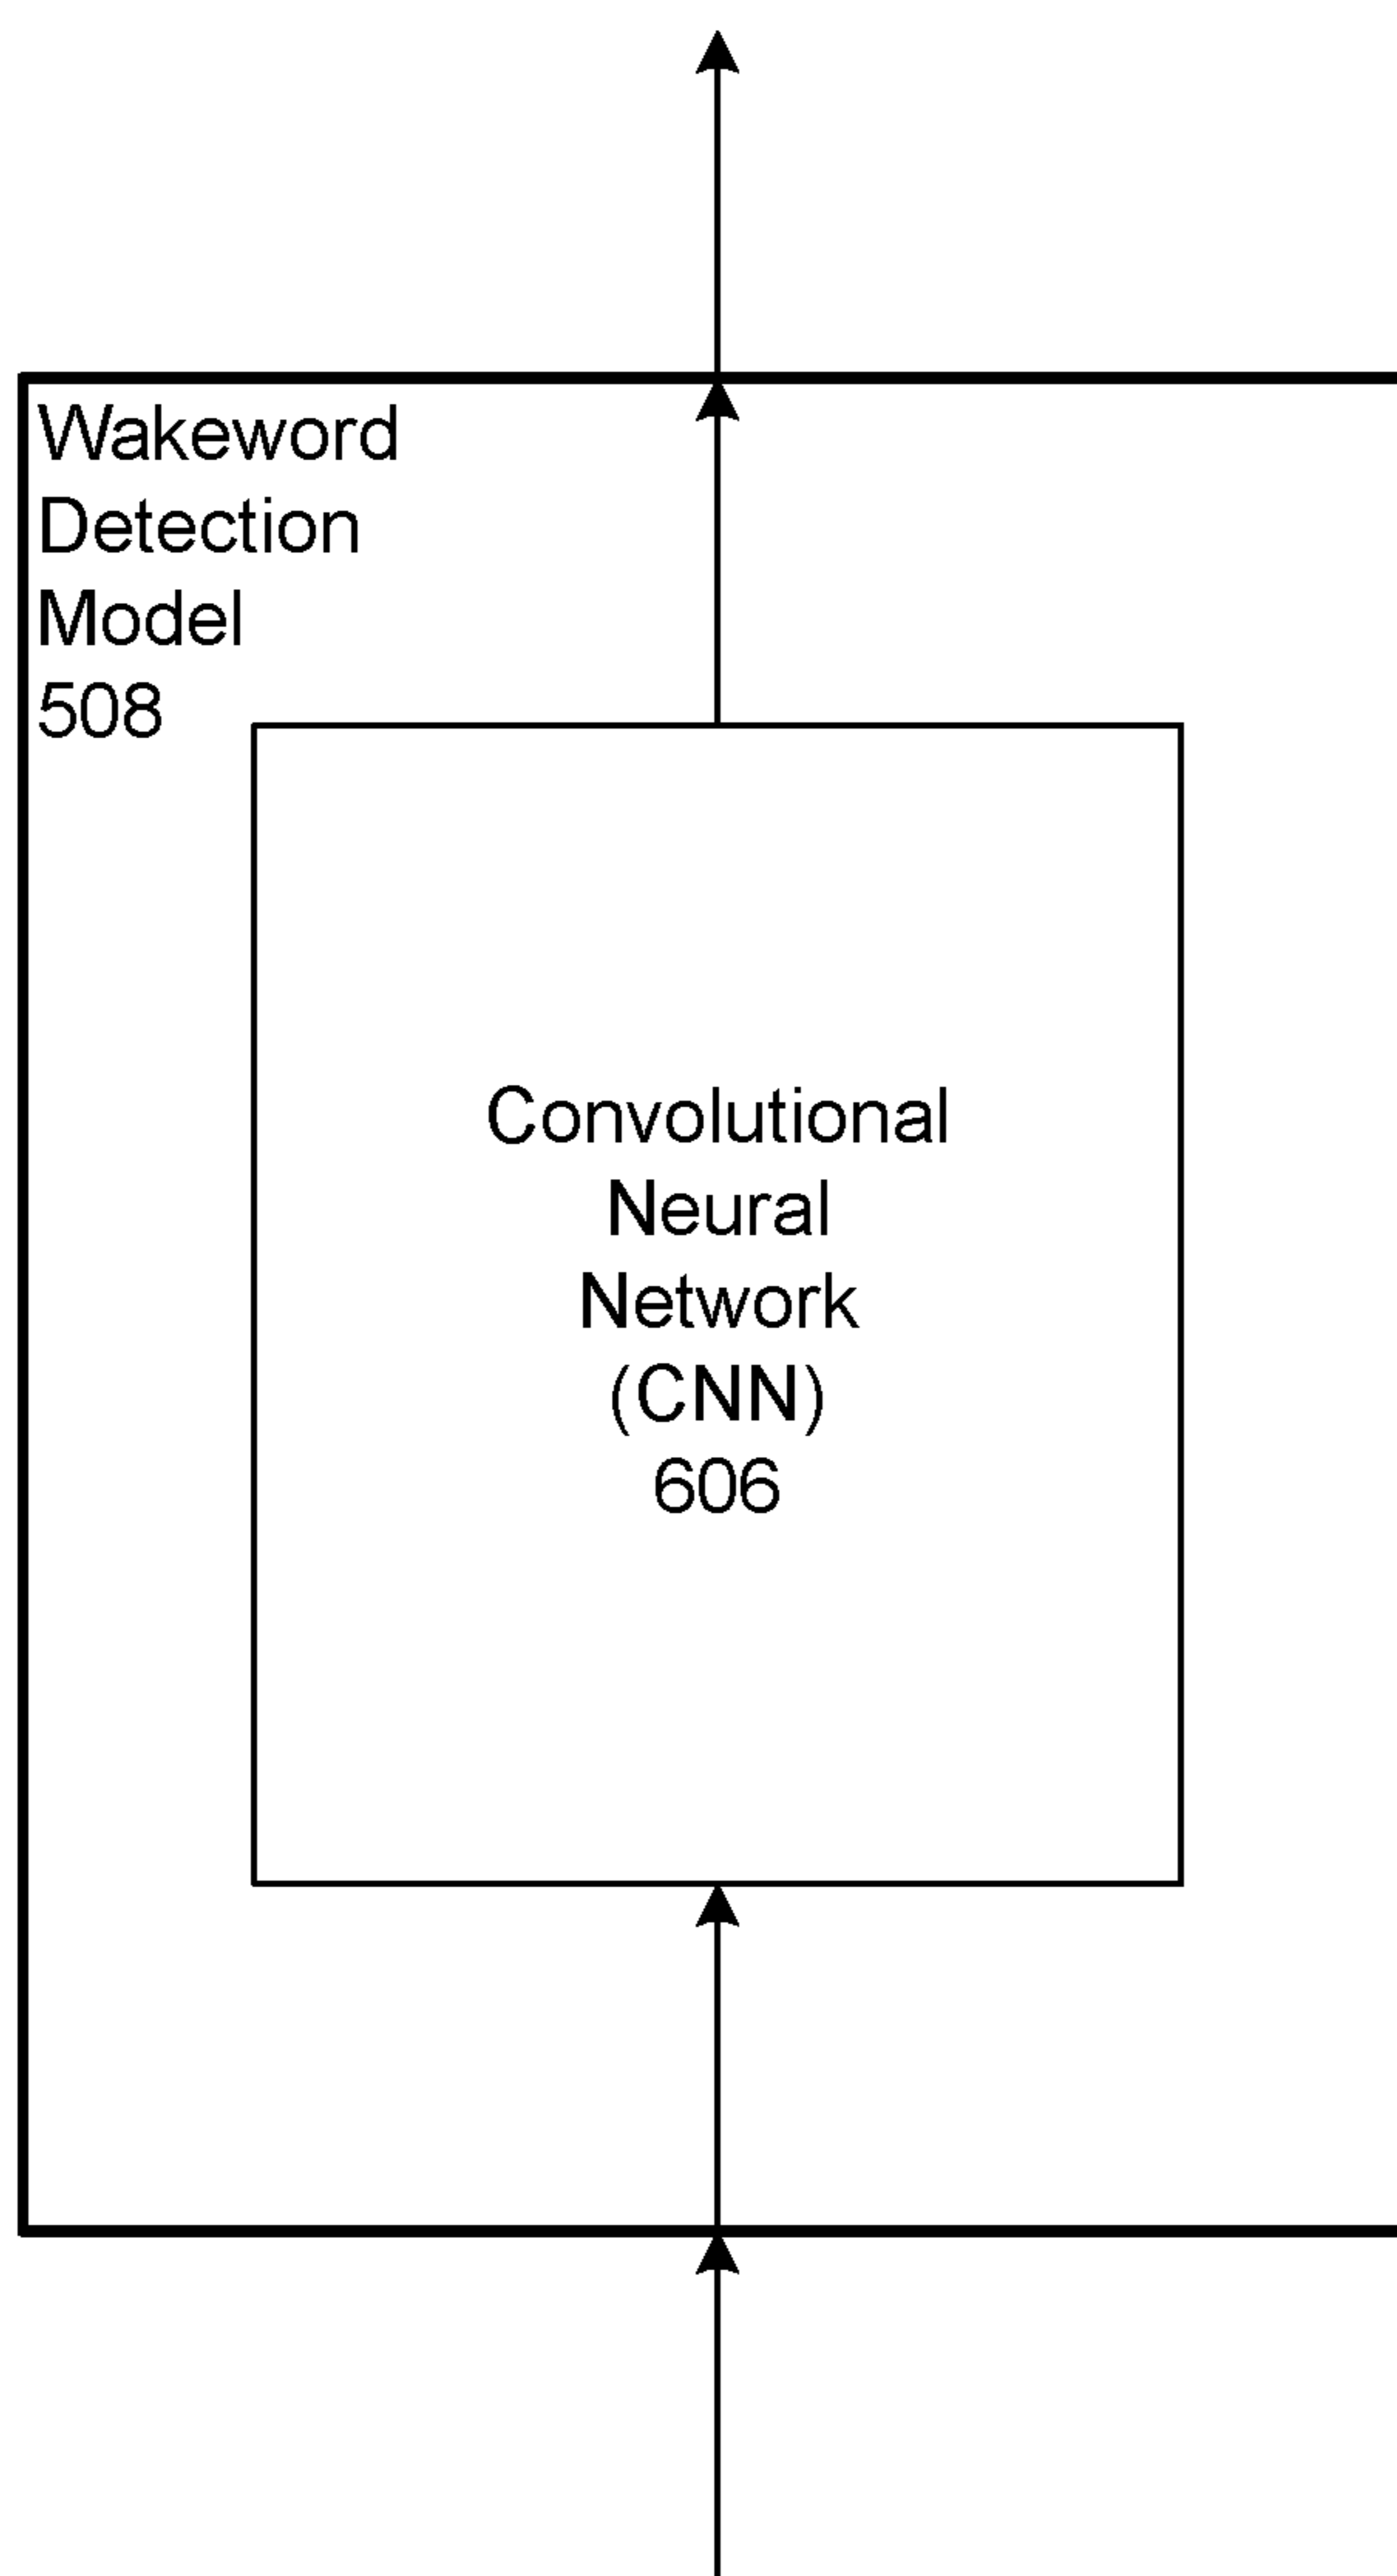 Wakeword
Detection
Model
508
Convolutional
Neural
Network
(CNN)
606